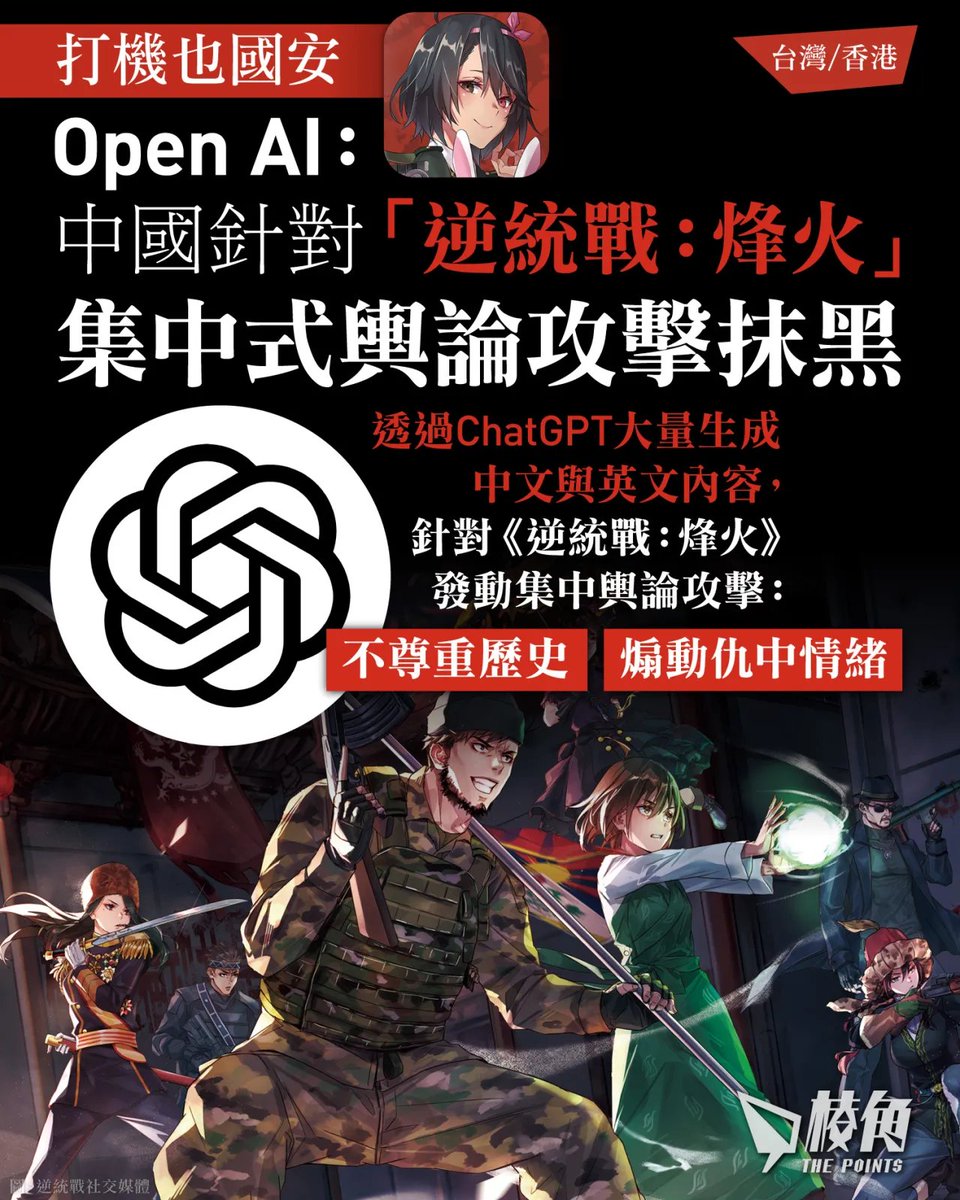 打機也國安
台灣/香港
Open AI：
中國針對「逆統戰：烽火」
集中式輿論攻擊抹黑
透過ChatGPT大量生成
中文與英文內容，
針對《逆統戰：烽火》
發動集中輿論攻擊：
不尊重歷史
煽動仇中情緒
棱角
THE POINTS
圖：逆統戰社交媒體